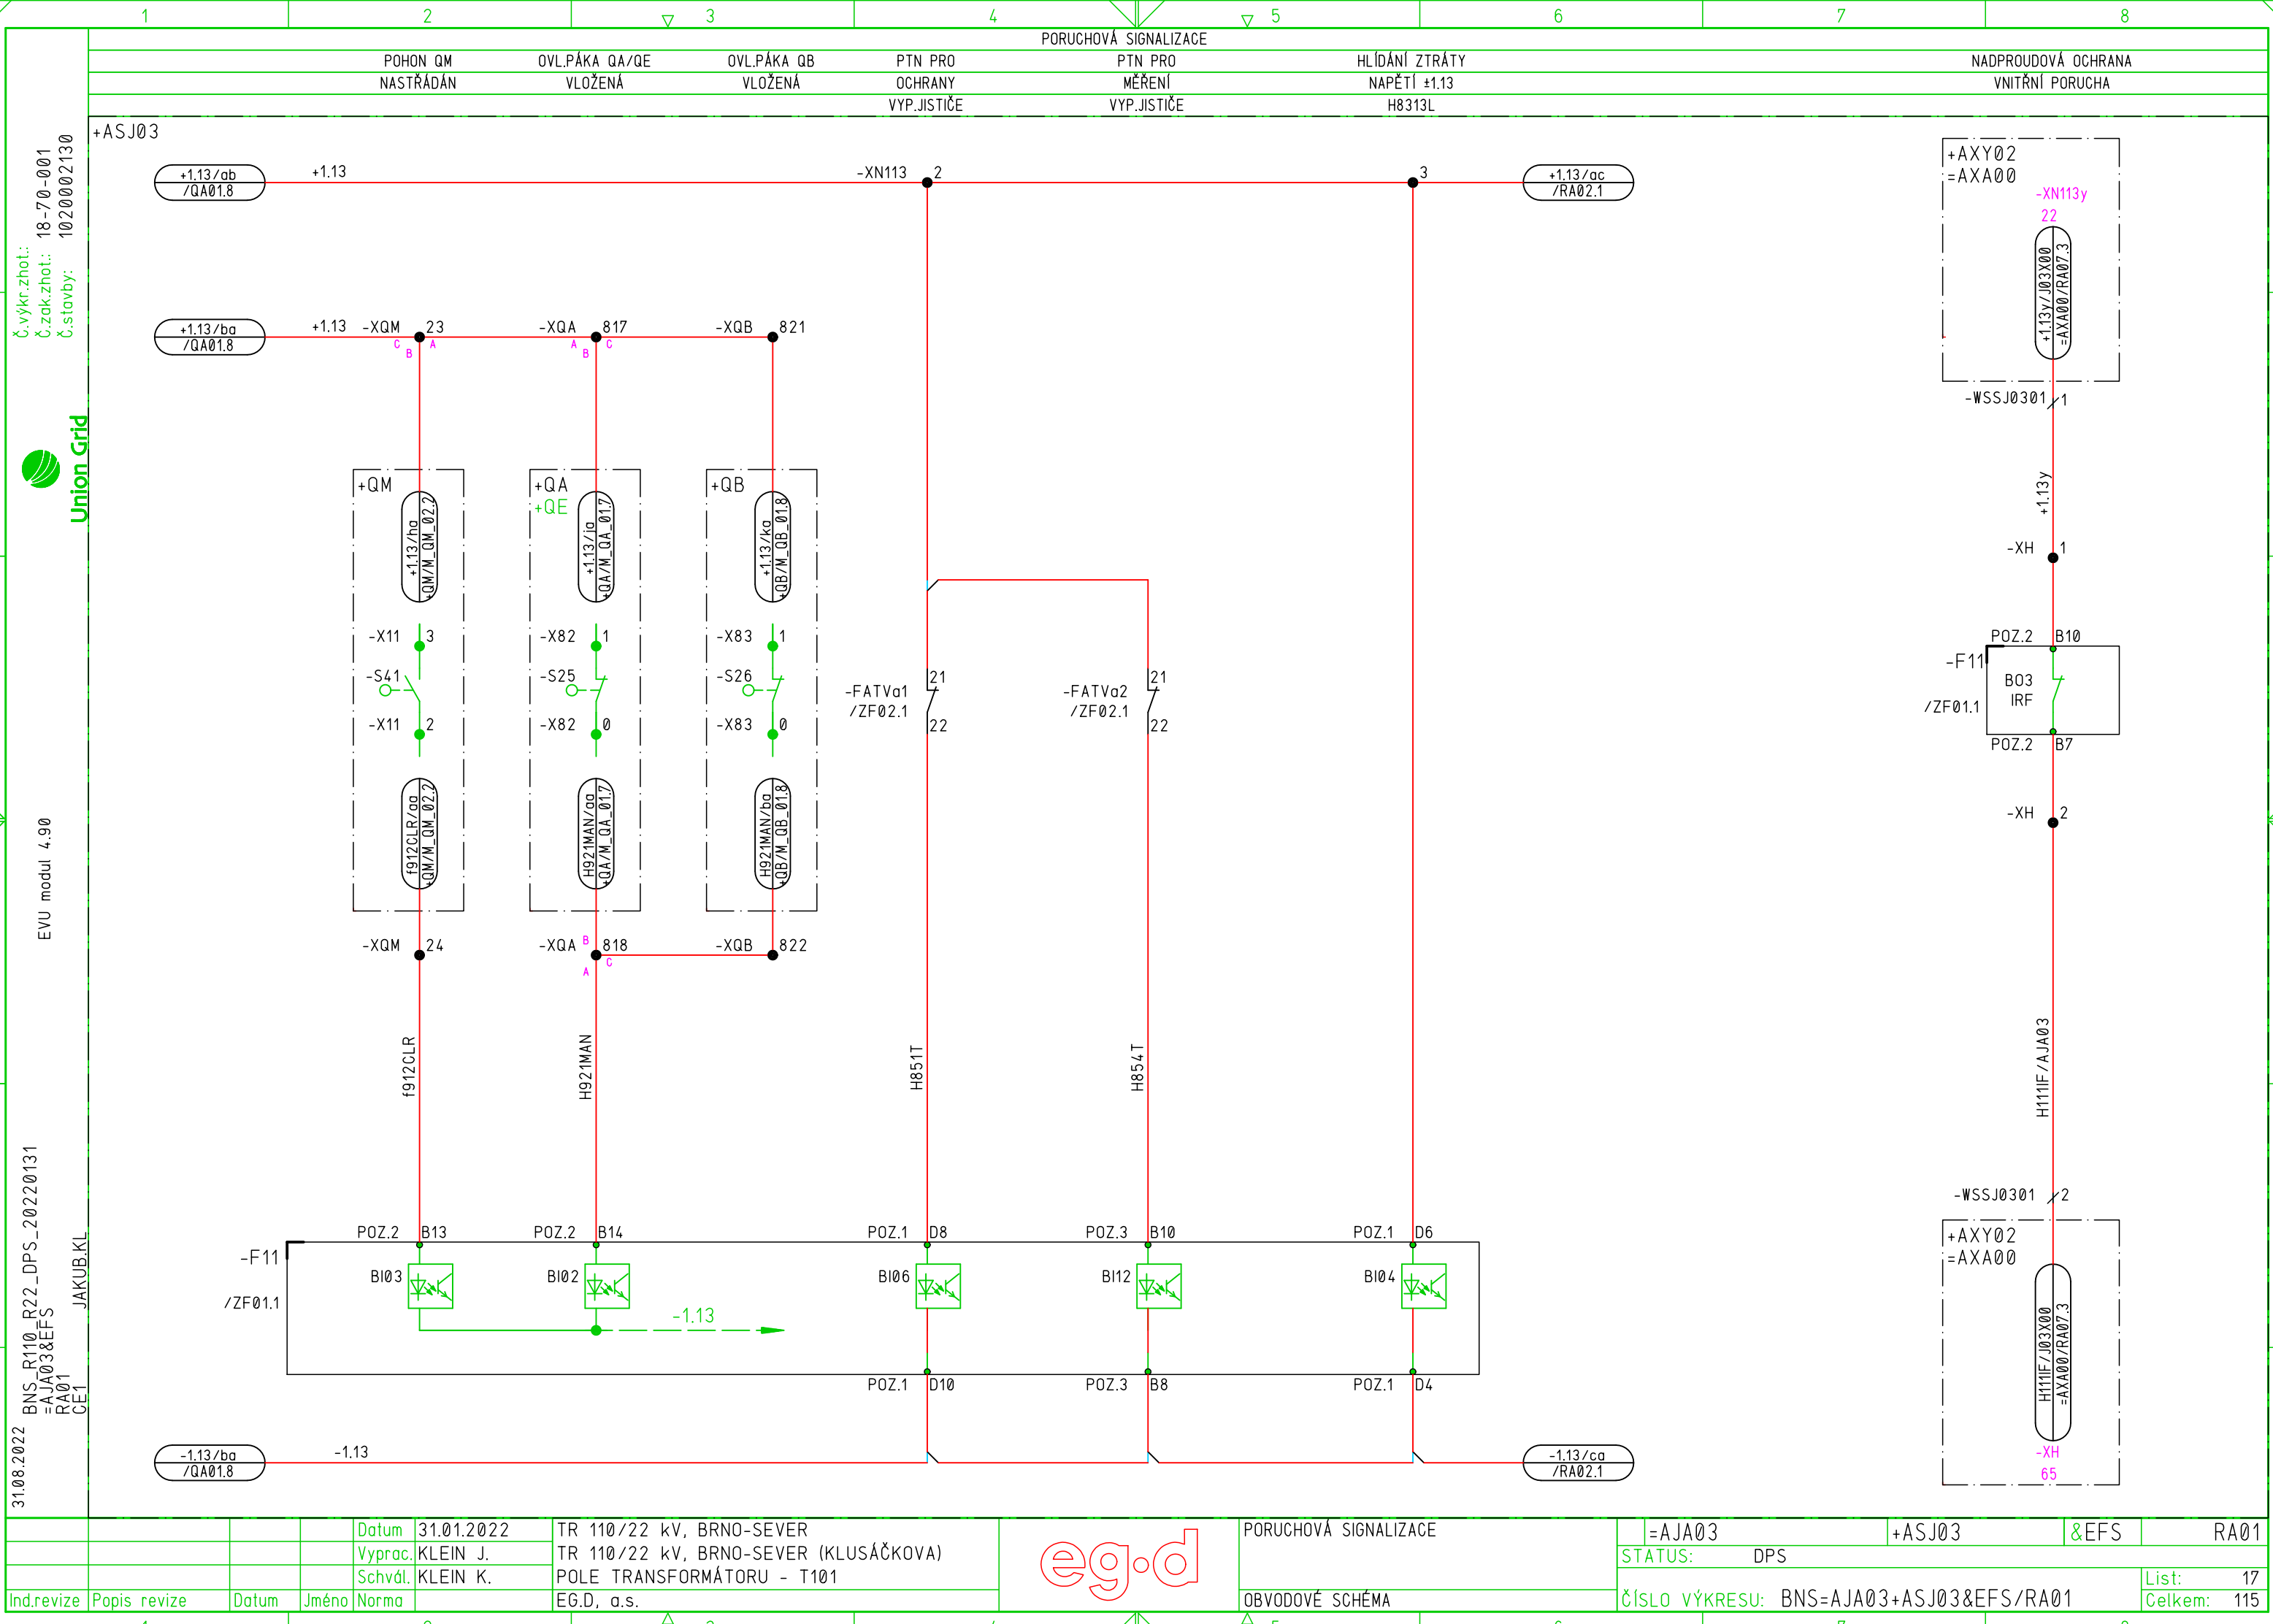 1 2 3 4 5 6 7 8
PORUCHOVÁ SIGNALIZACE
POHON QM OVL.PÁKA QA/QE OVL.PÁKA QB PTN PRO PTN PRO HLÍDÁNÍ ZTRÁTY NADPROUDOVÁ OCHRANA
NASTŘÁDÁN VLOŽENÁ VLOŽENÁ OCHRANY MĚŘENÍ NAPĚTÍ ±1.13 VNITŘNÍ PORUCHA
VYP.JISTIČE VYP.JISTIČE H8313L
+ASJ03
+1.13/ab
/QA01.8
+1.13
-XN113 2
3
+1.13/ac
/RA02.1
+AXY02
=AXA00
-XN113y
22
+1.13y/J03X00
=AXA00/RA07.3
-WSSJ0301 1
+1.13y
-XH 1
+1.13/ba
/QA01.8
+1.13 -XQM 23 -XQA 817 -XQB 821
C B A A B C
+QM +QA +QB
+QE
+1.13/ha
+QM/M_QM_02.2
+1.13/ja
+QA/M_QA_01.7
+1.13/ka
+QB/M_QB_01.8
-X11 3 -X82 1 -X83 1
-S41 -S25 -S26
-X11 2 -X82 0 -X83 0
-FATVa1
/ZF02.1
21
22
-FATVa2
/ZF02.1
21
22
POZ.2 B10
-F11
BO3
IRF
/ZF01.1
POZ.2 B7
-XH 2
f912CLR/aa
+QM/M_QM_02.2
H921MAN/aa
+QA/M_QA_01.7
H921MAN/ba
+QB/M_QB_01.8
-XQM 24 -XQA 818 -XQB 822
B C A
f912CLR
H921MAN
H851T
H854T
H111F/AJA03
-WSSJ0301 2
POZ.2 B13 POZ.2 B14 POZ.1 D8 POZ.3 B10 POZ.1 D6
-F11
/ZF01.1
BI03 BI02 BI06 BI12 BI04
-1.13
POZ.1 D10 POZ.3 B8 POZ.1 D4
-1.13/ba
/QA01.8
-1.13
-1.13/ca
/RA02.1
+AXY02
=AXA00
H111F/J03X00
=AXA00/RA07.3
-XH
65
Č.výkr.zhot.:
Č.zak.zhot.: 18-70-001
Č.stavby: 1020002130
Union Grid
EVU modul 4.90
31.08.2022
BNS_R110_R22_DPS_20220131
=AJA03&EFS
RA01
CE1 JAKUB.KL
Datum 31.01.2022 TR 110/22 kV, BRNO-SEVER
Vyprac. KLEIN J. TR 110/22 kV, BRNO-SEVER (KLUSÁČKOVA)
Schvál. KLEIN K. POLE TRANSFORMÁTORU - T101
Ind.revize Popis revize Datum Jméno Norma EG.D, a.s.
eg·d
PORUCHOVÁ SIGNALIZACE
OBVODOVÉ SCHÉMA
=AJA03 +ASJ03 &EFS RA01
STATUS: DPS
ČÍSLO VÝKRESU: BNS=AJA03+ASJ03&EFS/RA01
List: 17
Celkem: 115